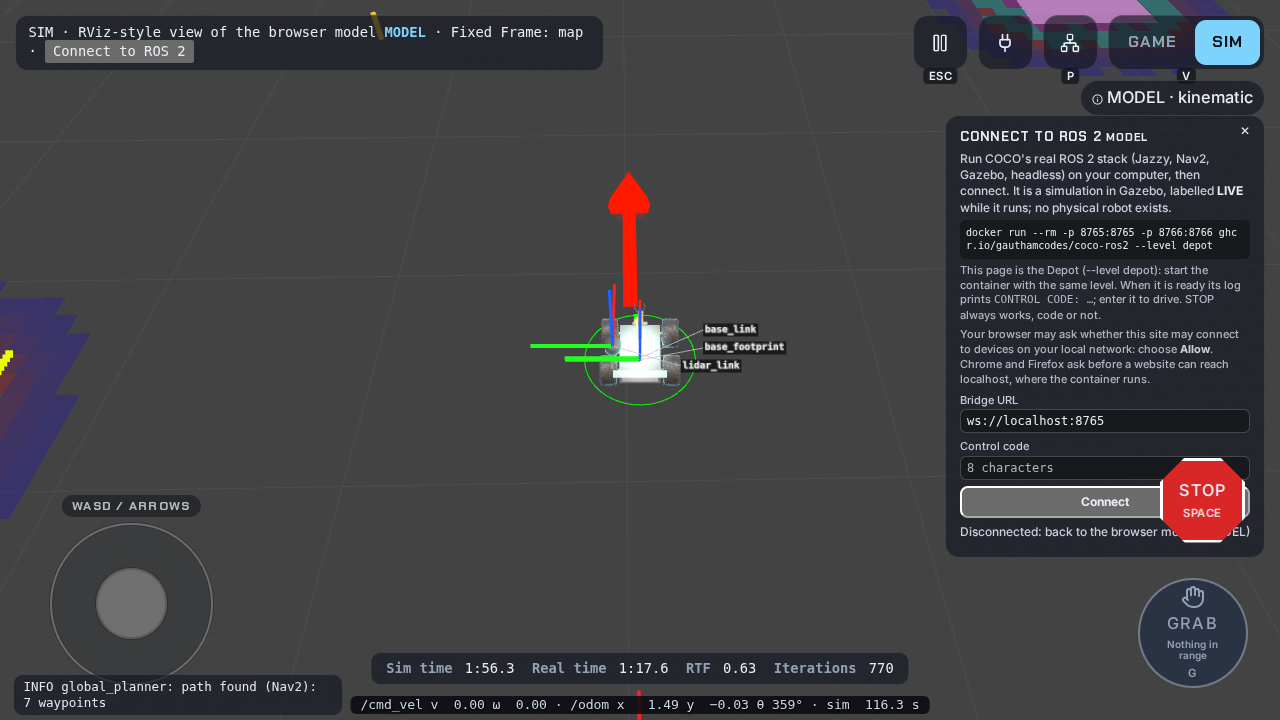 SIM · RViz-style view of the browser model MODEL · Fixed Frame: map
· Connect to ROS 2
ESC
P
GAME
SIM
V
MODEL · kinematic
CONNECT TO ROS 2 MODEL
×
Run COCO's real ROS 2 stack (Jazzy, Nav2,
Gazebo, headless) on your computer, then
connect. It is a simulation in Gazebo, labelled LIVE
while it runs; no physical robot exists.
docker run --rm -p 8765:8765 -p 8766:8766 ghc
r.io/gauthamcodes/coco-ros2 --level depot
This page is the Depot (--level depot): start the
container with the same level. When it is ready its log
prints CONTROL CODE: …; enter it to drive. STOP
always works, code or not.
Your browser may ask whether this site may connect
to devices on your local network: choose Allow.
Chrome and Firefox ask before a website can reach
localhost, where the container runs.
Bridge URL
ws://localhost:8765
Control code
8 characters
Connect
STOP
SPACE
Disconnected: back to the browser
base_link
base_footprint
lidar_link
WASD / ARROWS
GRAB
Nothing in
range
G
Sim time 1:56.3 Real time 1:17.6 RTF 0.63 Iterations 770
INFO global_planner: path found (Nav2):
7 waypoints
/cmd_vel v 0.00 ω 0.00 · /odom x 1.49 y −0.03 θ 359° · sim 116.3 s